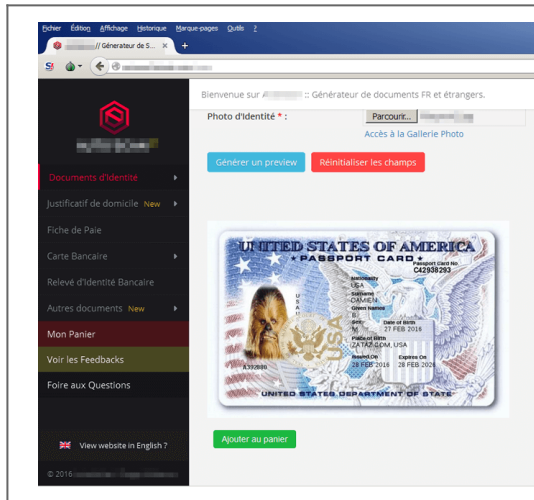 Fichier Édition Affichage Historique Marque-pages Outils ?
// Génerateur de S... × +
Bienvenue sur :: Générateur de documents FR et étrangers.
Photo d'Identité * :
Parcourir...
Accès à la Gallerie Photo
Générer un preview Réinitialiser les champs
Documents d'Identité
Justificatif de domicile New
Fiche de Paie
Carte Bancaire
Relevé d'Identité Bancaire
Autres documents New
Mon Panier
Voir les Feedbacks
Foire aux Questions
View website in English ?
© 2016
UNITED STATES OF AMERICA
PASSPORT CARD
Passport Card No.
C42938293
Nationality
USA
Surname
DAMIEN
Given Names
B.
Sex Date of Birth
M 27 FEB 2016
Place of Birth
ZATAZ.COM, USA
Issued On Expires On
28 FEB 2016 28 FEB 2026
USA
USA
UNITED STATES DEPARTMENT OF STATE
Ajouter au panier